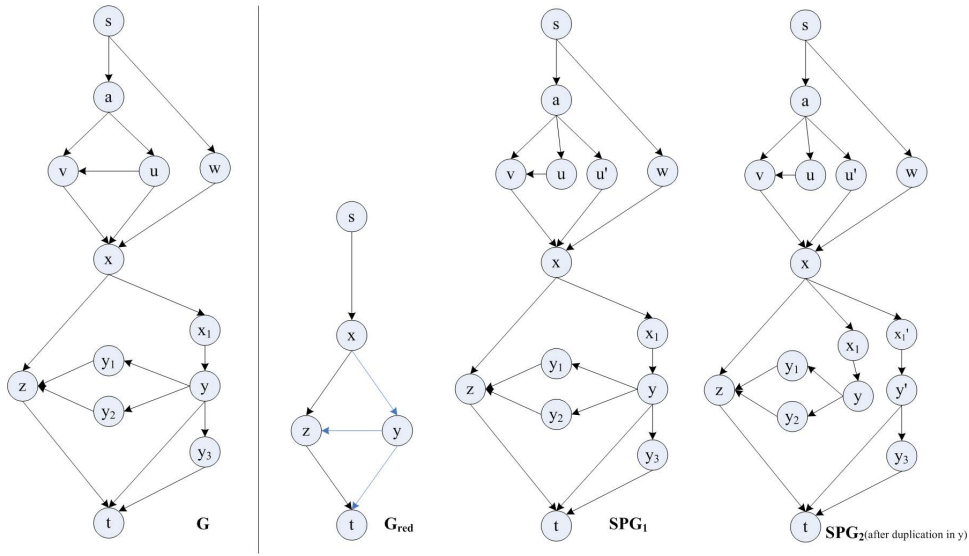 s
a
v
u
w
x
x1
y1
z
y
y2
y3
t
G
s
x
z
y
t
Gred
s
a
v
u
u'
w
x
x1
y1
z
y
y2
y3
t
SPG1
s
a
v
u
u'
w
x
x1
x1'
y1
z
y
y'
y2
y3
t
SPG2(after duplication in y)